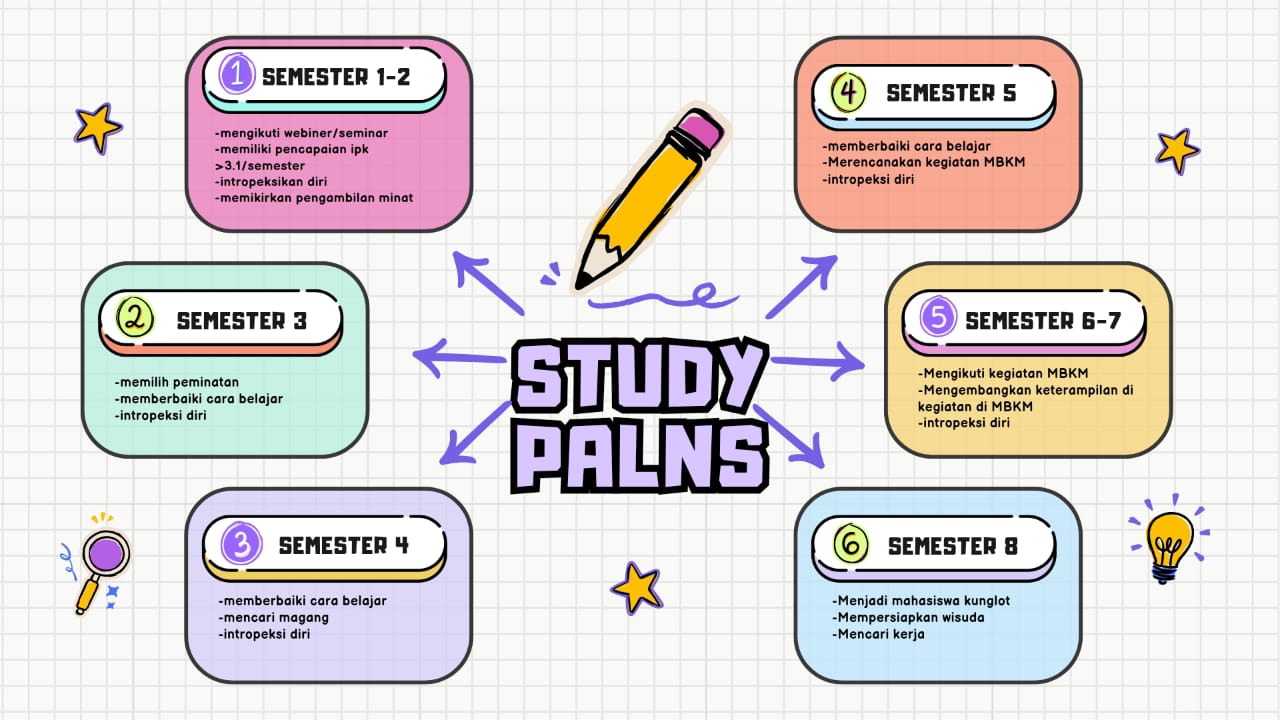 1 SEMESTER 1-2
-mengikuti webiner/seminar
-memiliki pencapaian ipk
>3.1/semester
-intropeksikan diri
-memikirkan pengambilan minat
2 SEMESTER 3
-memilih peminatan
-memberbaiki cara belajar
-intropeksi diri
3 SEMESTER 4
-memberbaiki cara belajar
-mencari magang
-intropeksi diri
STUDY
PALNS
4 SEMESTER 5
-memberbaiki cara belajar
-Merencanakan kegiatan MBKM
-intropeksi diri
5 SEMESTER 6-7
-Mengikuti kegiatan MBKM
-Mengembangkan keterampilan di
kegiatan di MBKM
-intropeksi diri
6 SEMESTER 8
-Menjadi mahasiswa kunglot
-Mempersiapkan wisuda
-Mencari kerja